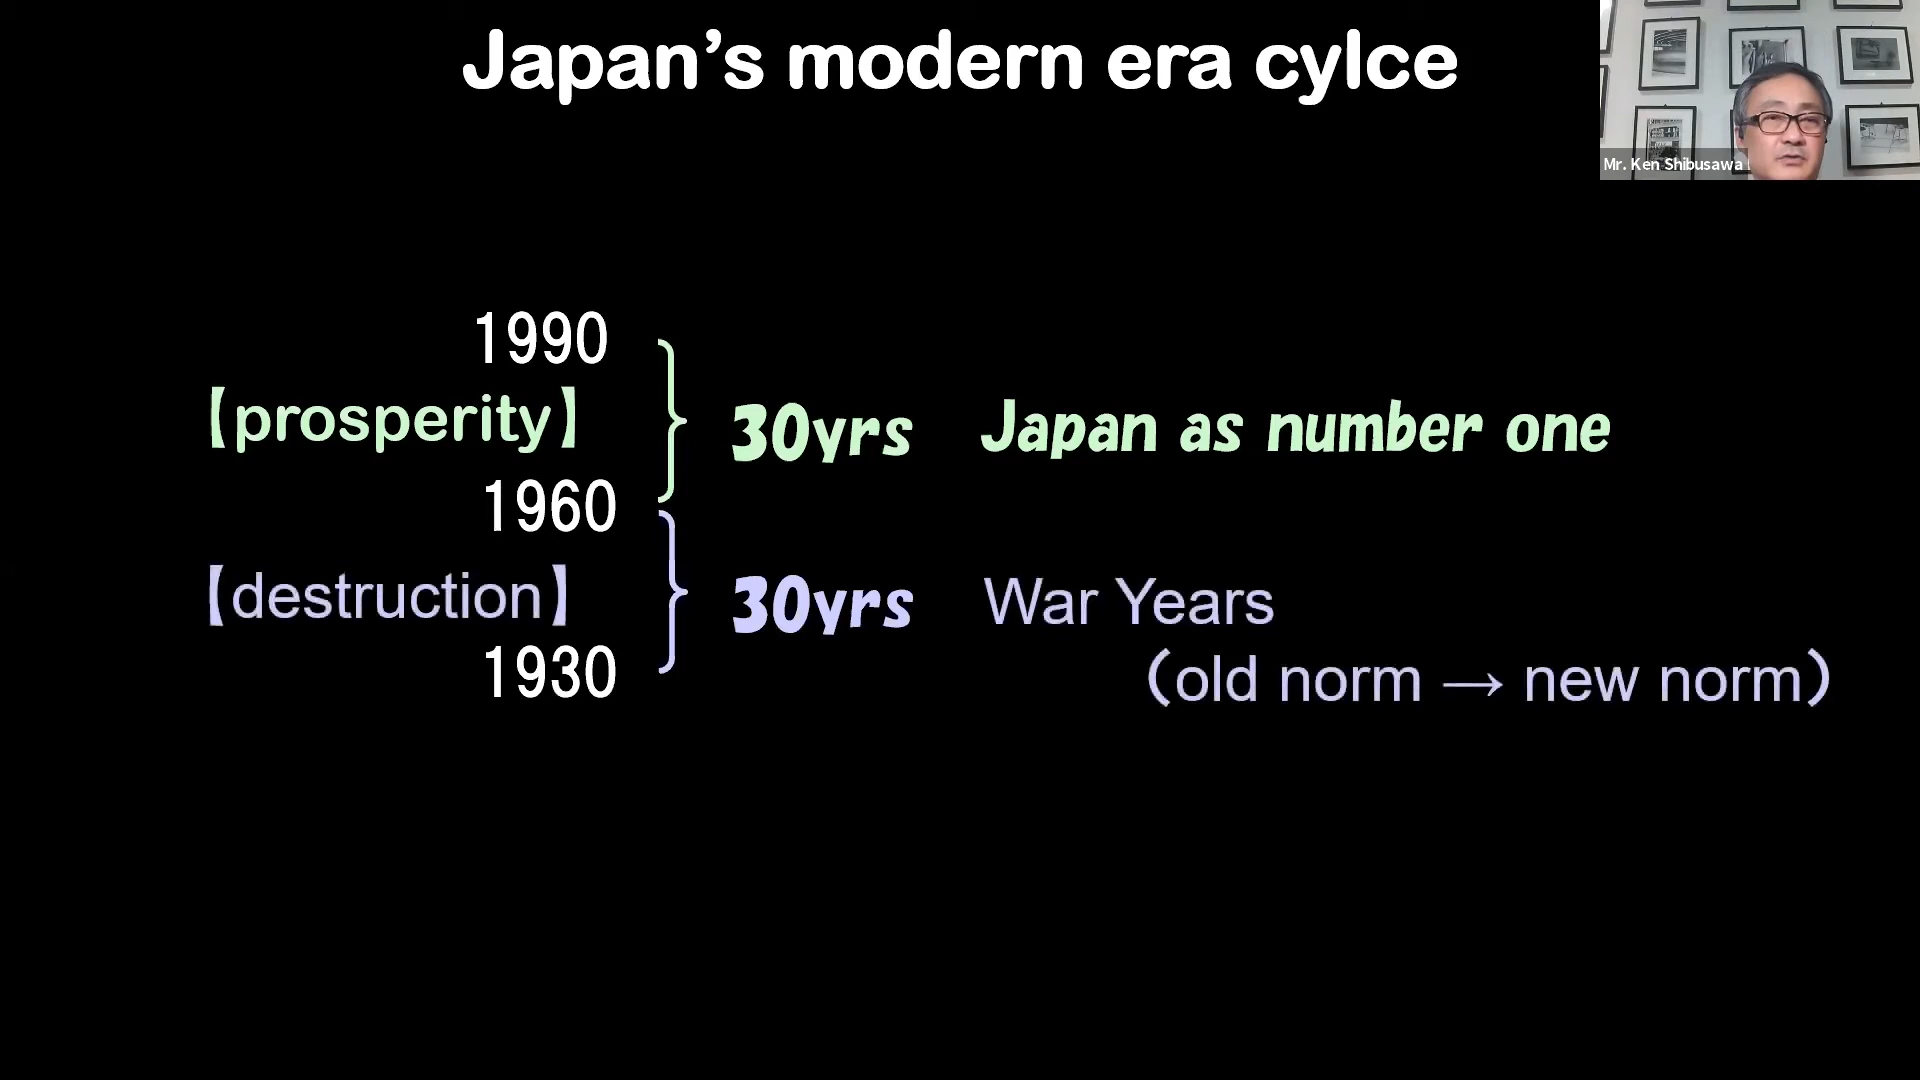 Japan’s modern era cylce
Mr. Ken Shibusawa
1990
【prosperity】
30yrs
Japan as number one
1960
【destruction】
30yrs
War Years
1930
（old norm → new norm）